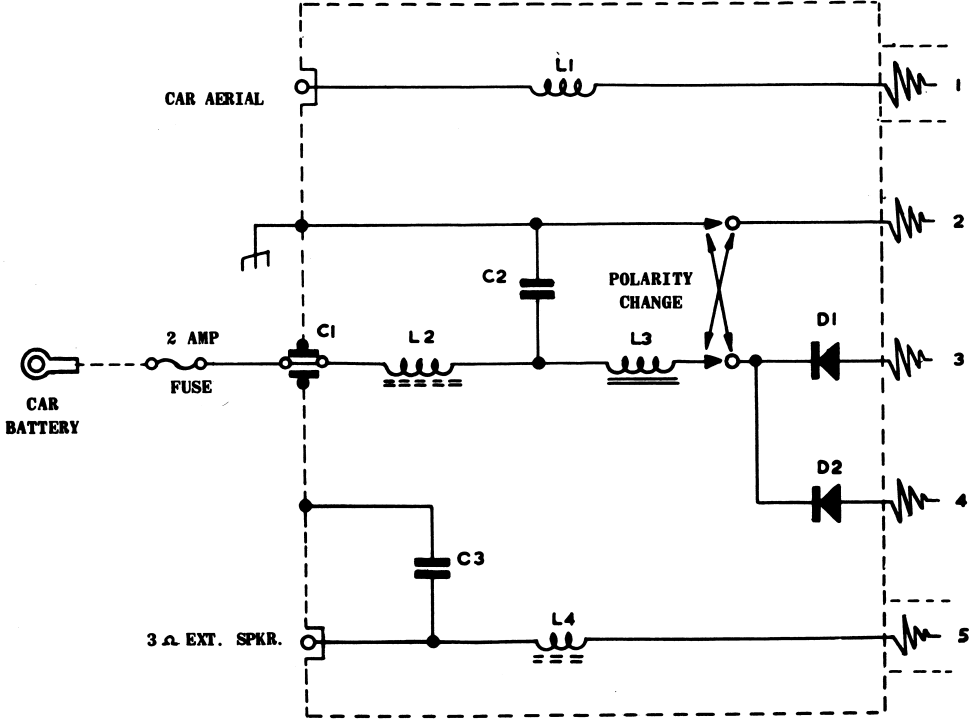 L1
CAR AERIAL
1
2
C2
POLARITY
CHANGE
2 AMP
FUSE
C1
L2
L3
D1
3
CAR
BATTERY
D2
4
C3
3 Ω EXT. SPKR.
L4
5